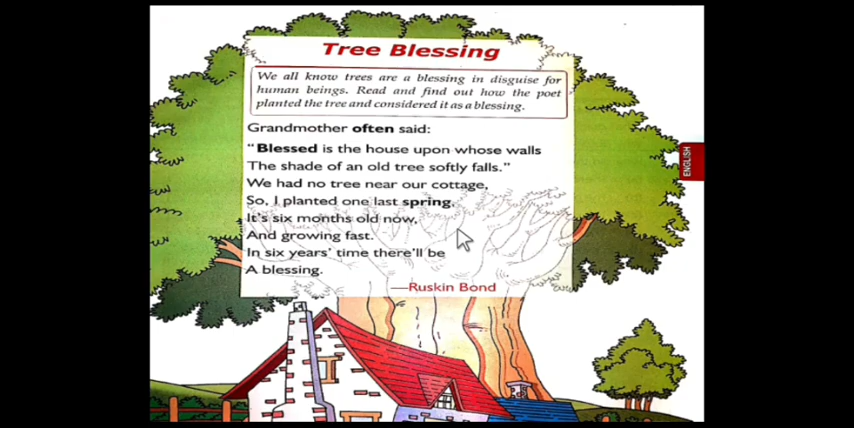 Tree Blessing
We all know trees are a blessing in disguise for
human beings. Read and find out how the poet
planted the tree and considered it as a blessing.
Grandmother often said:
"Blessed is the house upon whose walls
The shade of an old tree softly falls."
We had no tree near our cottage,
So, I planted one last spring.
It's six months old now,
And growing fast.
In six years' time there'll be
A blessing.
—Ruskin Bond
ENGLISH